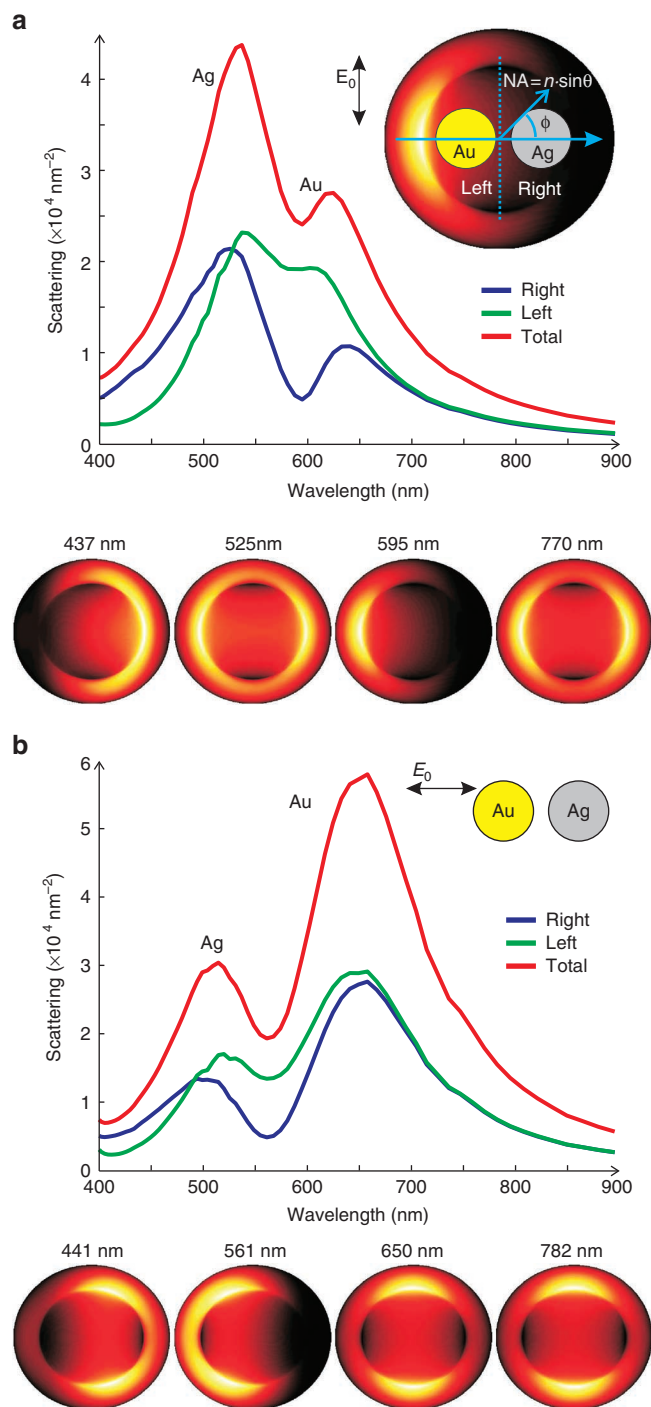 a
4
3
2
1
0
Scattering (×10⁴ nm⁻²)
Ag
Au
E₀
NA=n·sinθ
ϕ
Au
Ag
Left
Right
Right
Left
Total
400
500
600
700
800
900
Wavelength (nm)
437 nm
525nm
595 nm
770 nm
b
6
5
4
3
2
1
0
Scattering (×10⁴ nm⁻²)
Ag
Au
E₀
Au
Ag
Right
Left
Total
400
500
600
700
800
900
Wavelength (nm)
441 nm
561 nm
650 nm
782 nm